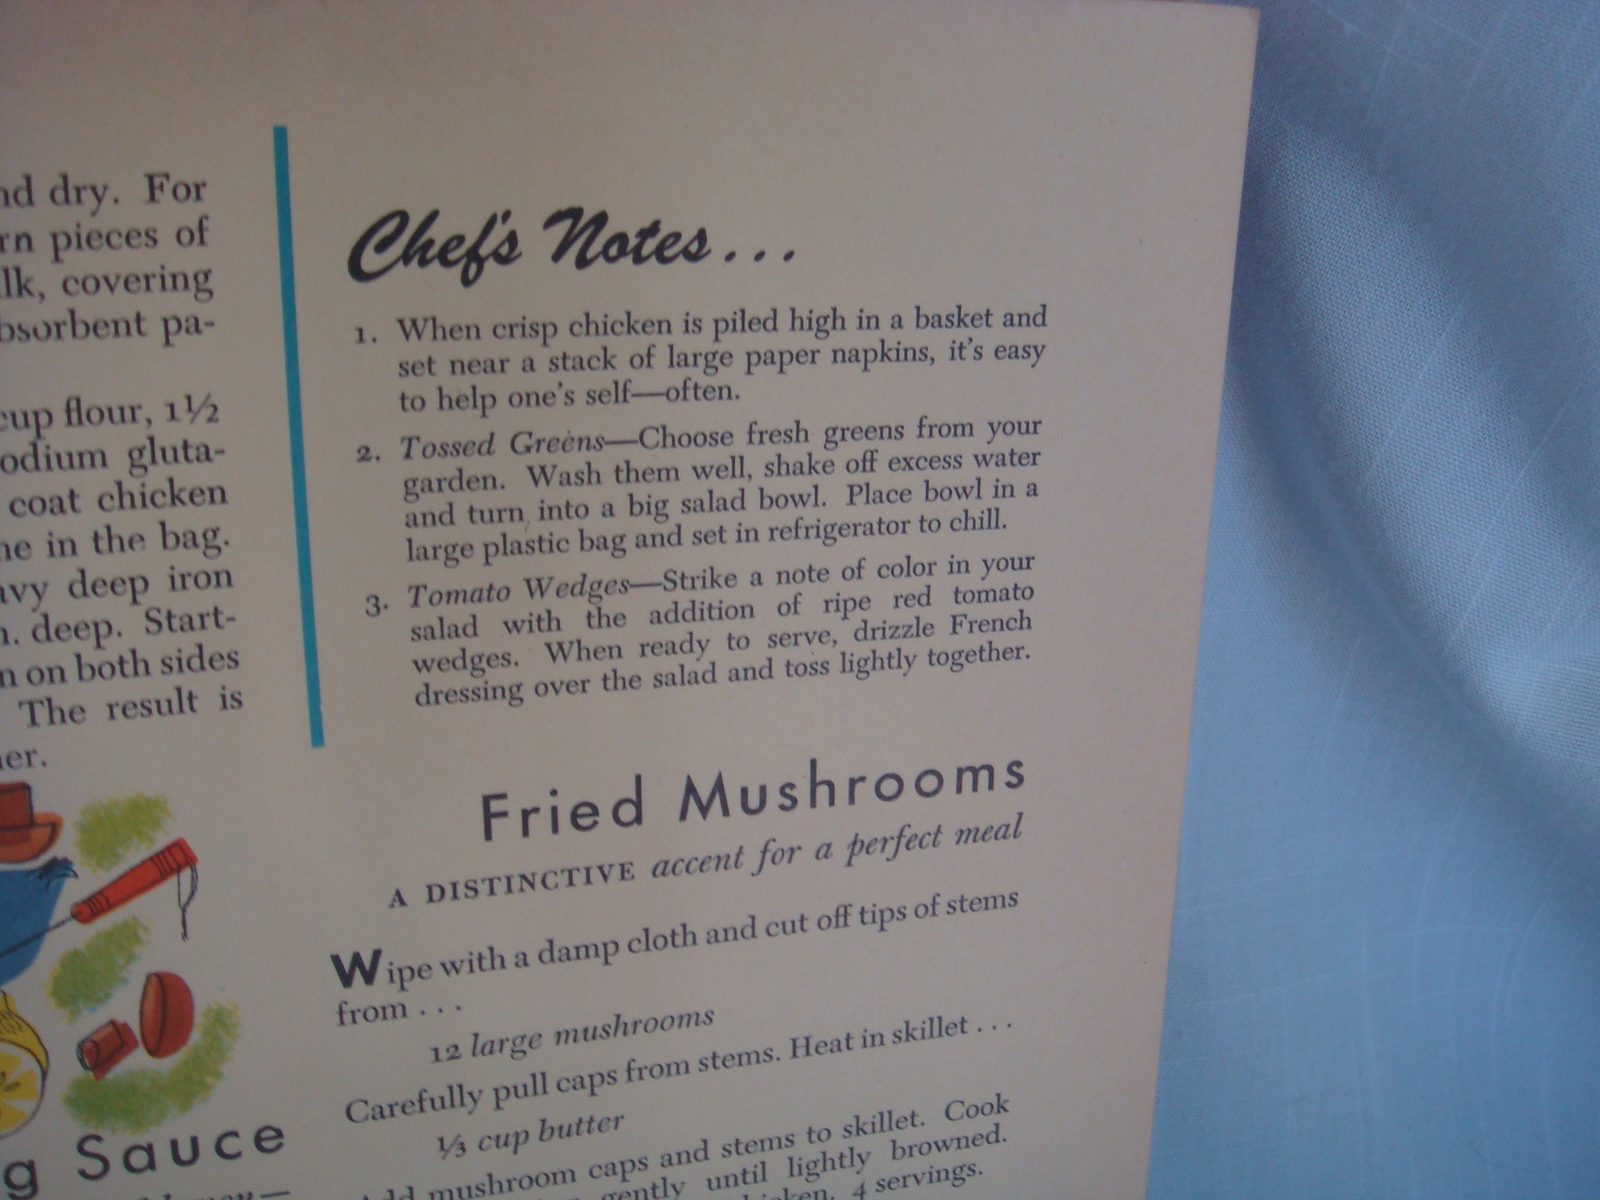 nd dry. For
rn pieces of
lk, covering
bsorbent pa-
cup flour, 1½
odium gluta-
coat chicken
ne in the bag.
avy deep iron
n. deep. Start-
n on both sides
The result is
er.
g Sauce
Chef's Notes...
1. When crisp chicken is piled high in a basket and
set near a stack of large paper napkins, it's easy
to help one's self—often.
2. Tossed Greens—Choose fresh greens from your
garden. Wash them well, shake off excess water
and turn into a big salad bowl. Place bowl in a
large plastic bag and set in refrigerator to chill.
3. Tomato Wedges—Strike a note of color in your
salad with the addition of ripe red tomato
wedges. When ready to serve, drizzle French
dressing over the salad and toss lightly together.
Fried Mushrooms
A DISTINCTIVE accent for a perfect meal
Wipe with a damp cloth and cut off tips of stems
from . . .
12 large mushrooms
Carefully pull caps from stems. Heat in skillet . . .
⅓ cup butter
Add mushroom caps and stems to skillet. Cook
gently until lightly browned.
4 servings.